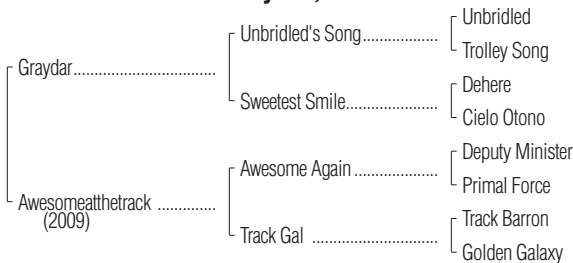 Unbridled
Unbridled's Song..................
Trolley Song
Graydar..................................
Dehere
Sweetest Smile......................
Cielo Otono
Deputy Minister
Awesome Again ....................
Primal Force
Awesomeatthetrack ..............
(2009)
Track Barron
Track Gal ..............................
Golden Galaxy